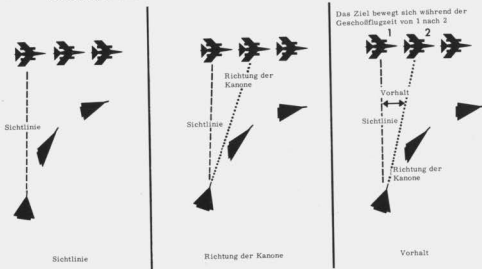 Sichtlinie
Sichtlinie
Richtung der
Kanone
Sichtlinie
Richtung der Kanone
Das Ziel bewegt sich während der
Geschoßflugzeit von 1 nach 2
1 2
Vorhalt
Sichtlinie
Richtung der
Kanone
Vorhalt